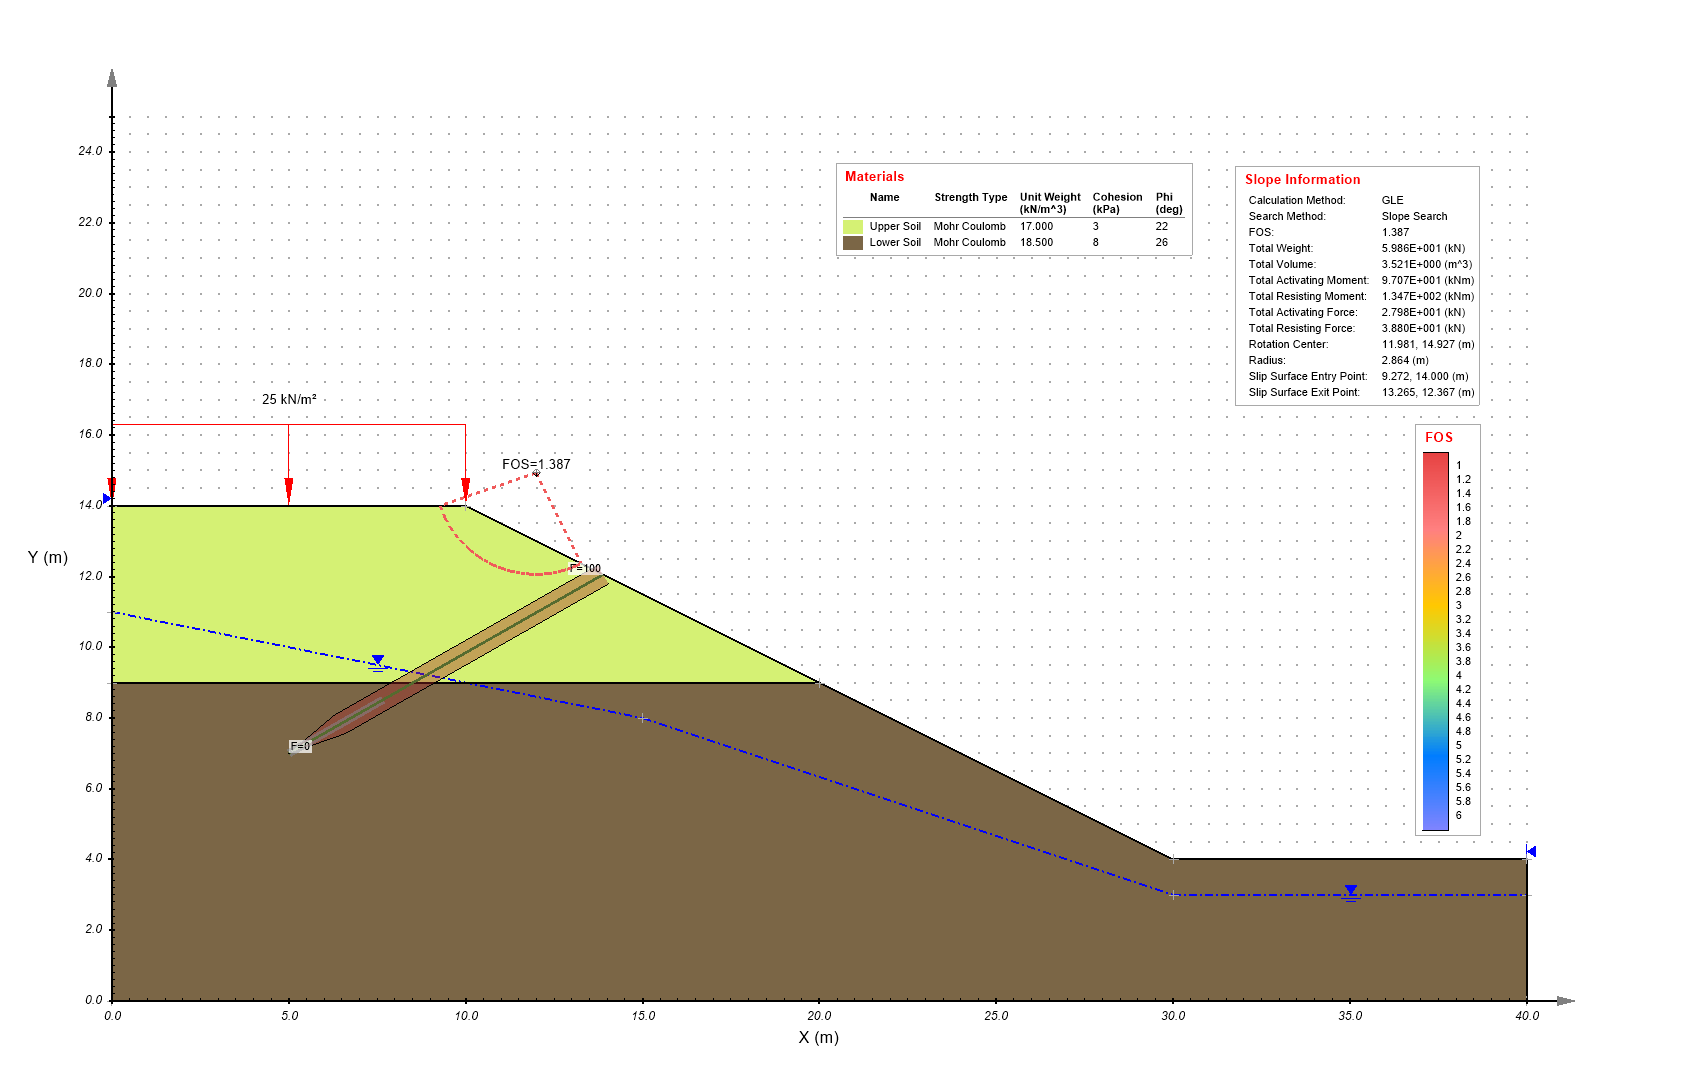 24.0
22.0
20.0
18.0
16.0
14.0
12.0
10.0
8.0
6.0
4.0
2.0
0.0
Y (m)
0.0 5.0 10.0 15.0 20.0 25.0 30.0 35.0 40.0
X (m)
25 kN/m²
FOS=1.387
F=100
F=0
Materials
Name Strength Type Unit Weight (kN/m^3) Cohesion (kPa) Phi (deg)
Upper Soil Mohr Coulomb 17.000 3 22
Lower Soil Mohr Coulomb 18.500 8 26
Slope Information
Calculation Method: GLE
Search Method: Slope Search
FOS: 1.387
Total Weight: 5.986E+001 (kN)
Total Volume: 3.521E+000 (m^3)
Total Activating Moment: 9.707E+001 (kNm)
Total Resisting Moment: 1.347E+002 (kNm)
Total Activating Force: 2.798E+001 (kN)
Total Resisting Force: 3.880E+001 (kN)
Rotation Center: 11.981, 14.927 (m)
Radius: 2.864 (m)
Slip Surface Entry Point: 9.272, 14.000 (m)
Slip Surface Exit Point: 13.265, 12.367 (m)
FOS
1
1.2
1.4
1.6
1.8
2
2.2
2.4
2.6
2.8
3
3.2
3.4
3.6
3.8
4
4.2
4.4
4.6
4.8
5
5.2
5.4
5.6
5.8
6